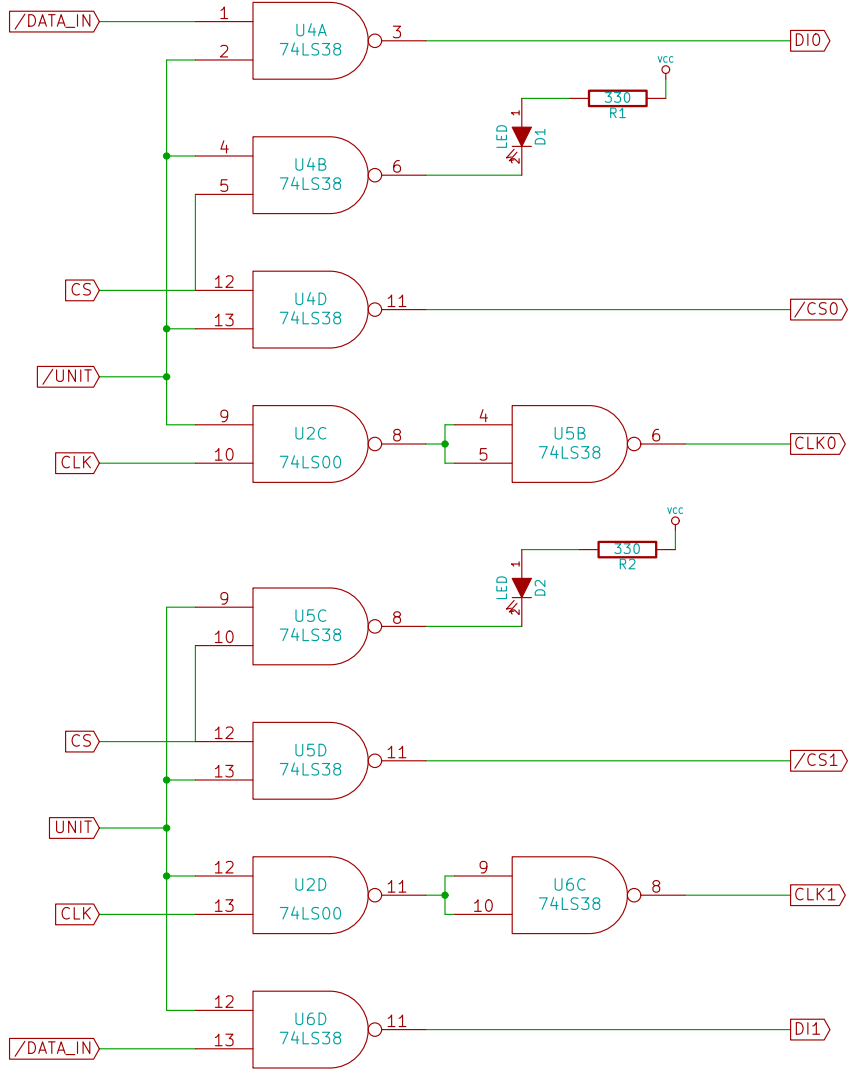 /DATA_IN 1 U4A 3 DI0
2 74LS38
VCC
330
R1
4 U4B 6 1 LED D1 2
5 74LS38
CS 12 U4D 11 /CS0
13 74LS38
/UNIT
9 U2C 8 4 U5B 6 CLK0
CLK 10 74LS00 5 74LS38
VCC
330
R2
9 U5C 8 1 LED D2 2
10 74LS38
CS 12 U5D 11 /CS1
13 74LS38
UNIT
12 U2D 11 9 U6C 8 CLK1
CLK 13 74LS00 10 74LS38
12 U6D 11 DI1
/DATA_IN 13 74LS38